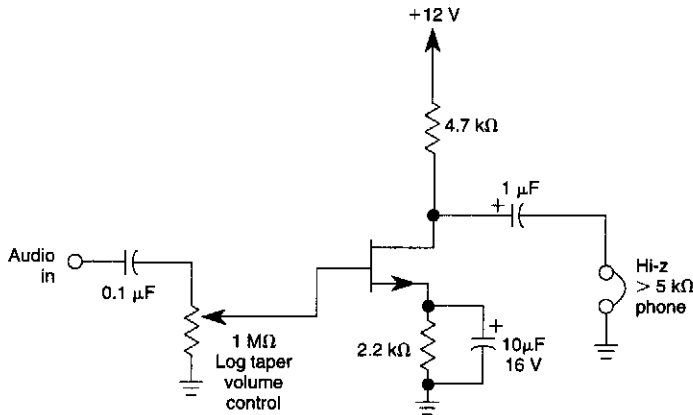 +12 V
4.7 kΩ
+
1 μF
Audio
in
0.1 μF
1 MΩ
Log taper
volume
control
2.2 kΩ
+
10μF
16 V
Hi-z
> 5 kΩ
phone